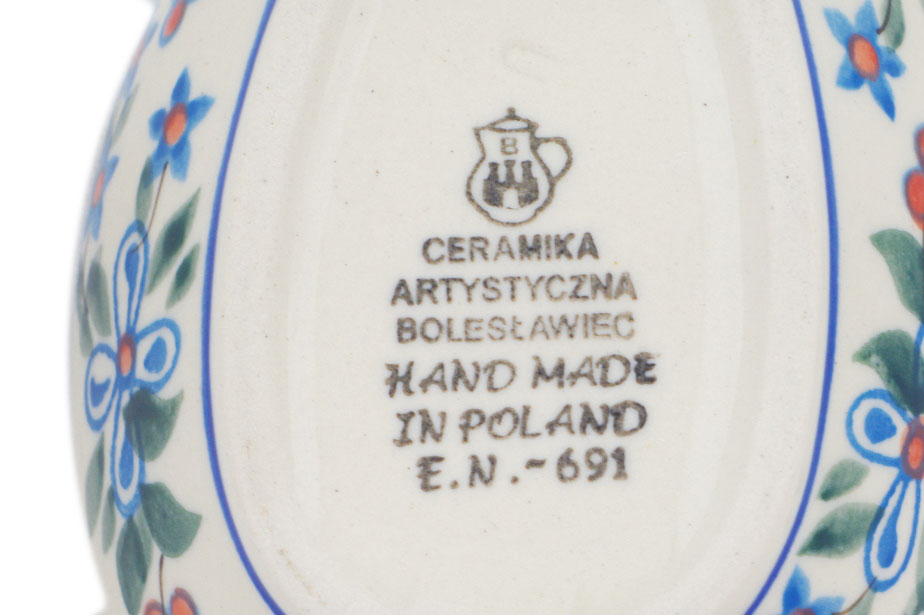 B
CERAMIKA
ARTYSTYCZNA
BOLESŁAWIEC
HAND MADE
IN POLAND
E.N.-691